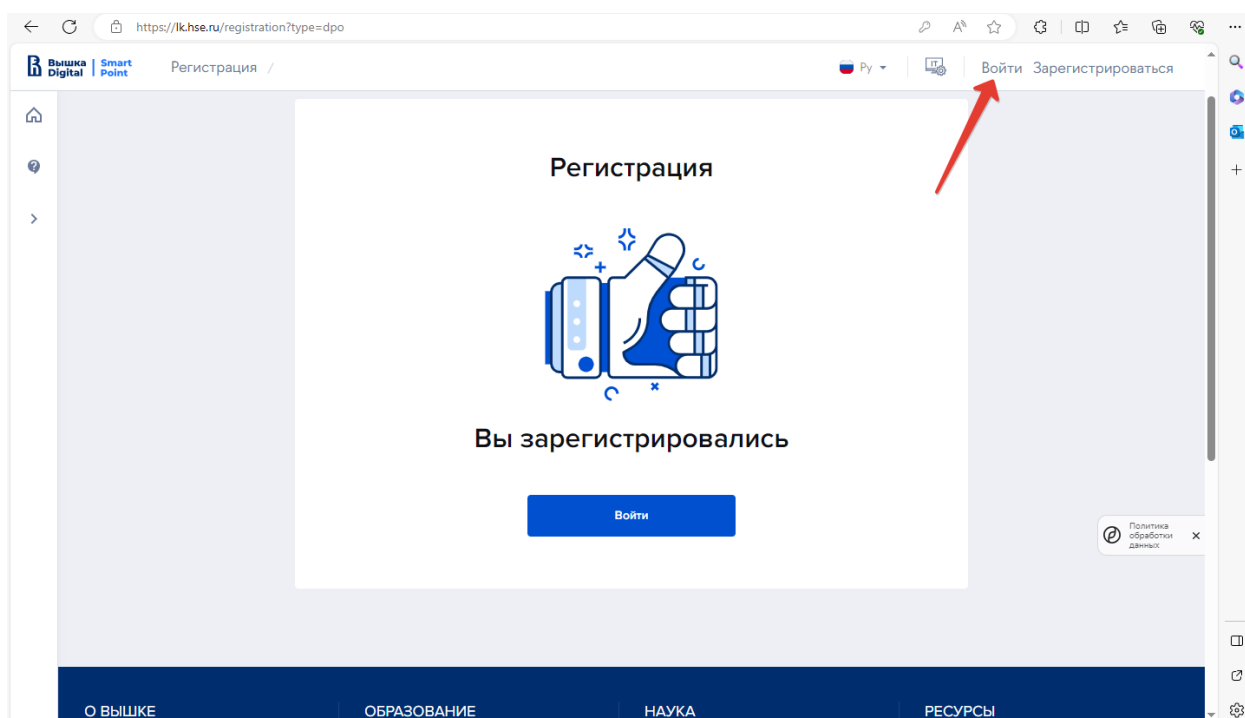 https://lk.hse.ru/registration?type=dpo
Вышка Digital | Smart Point
Регистрация /
Ру
IT
Войти
Зарегистрироваться
Регистрация
Вы зарегистрировались
Войти
Политика
обработки
данных
О ВЫШКЕ
ОБРАЗОВАНИЕ
НАУКА
РЕСУРСЫ